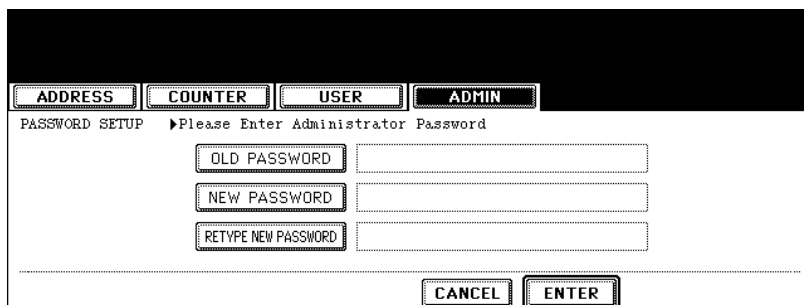 ADDRESS COUNTER USER ADMIN
PASSWORD SETUP ▶Please Enter Administrator Password
OLD PASSWORD
NEW PASSWORD
RETYPE NEW PASSWORD
CANCEL ENTER